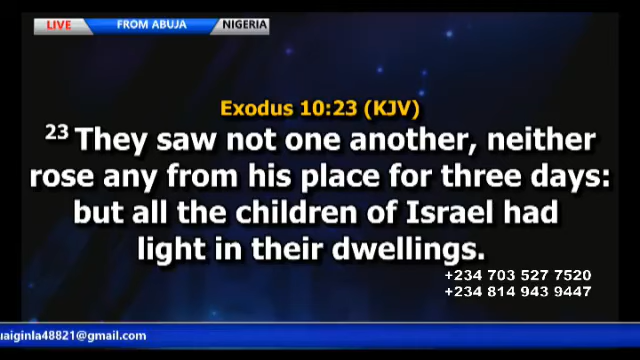 LIVE FROM ABUJA NIGERIA
Exodus 10:23 (KJV)
23 They saw not one another, neither
rose any from his place for three days:
but all the children of Israel had
light in their dwellings.
+234 703 527 7520
+234 814 943 9447
uaiginla48821@gmail.com